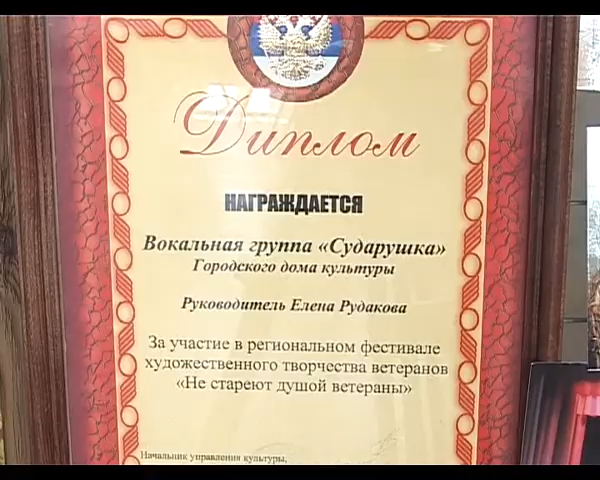 Диплом
НАГРАЖДАЕТСЯ
Вокальная группа «Сударушка»
Городского дома культуры
Руководитель Елена Рудакова
За участие в региональном фестивале
художественного творчества ветеранов
«Не стареют душой ветераны»
Начальник управления культуры,